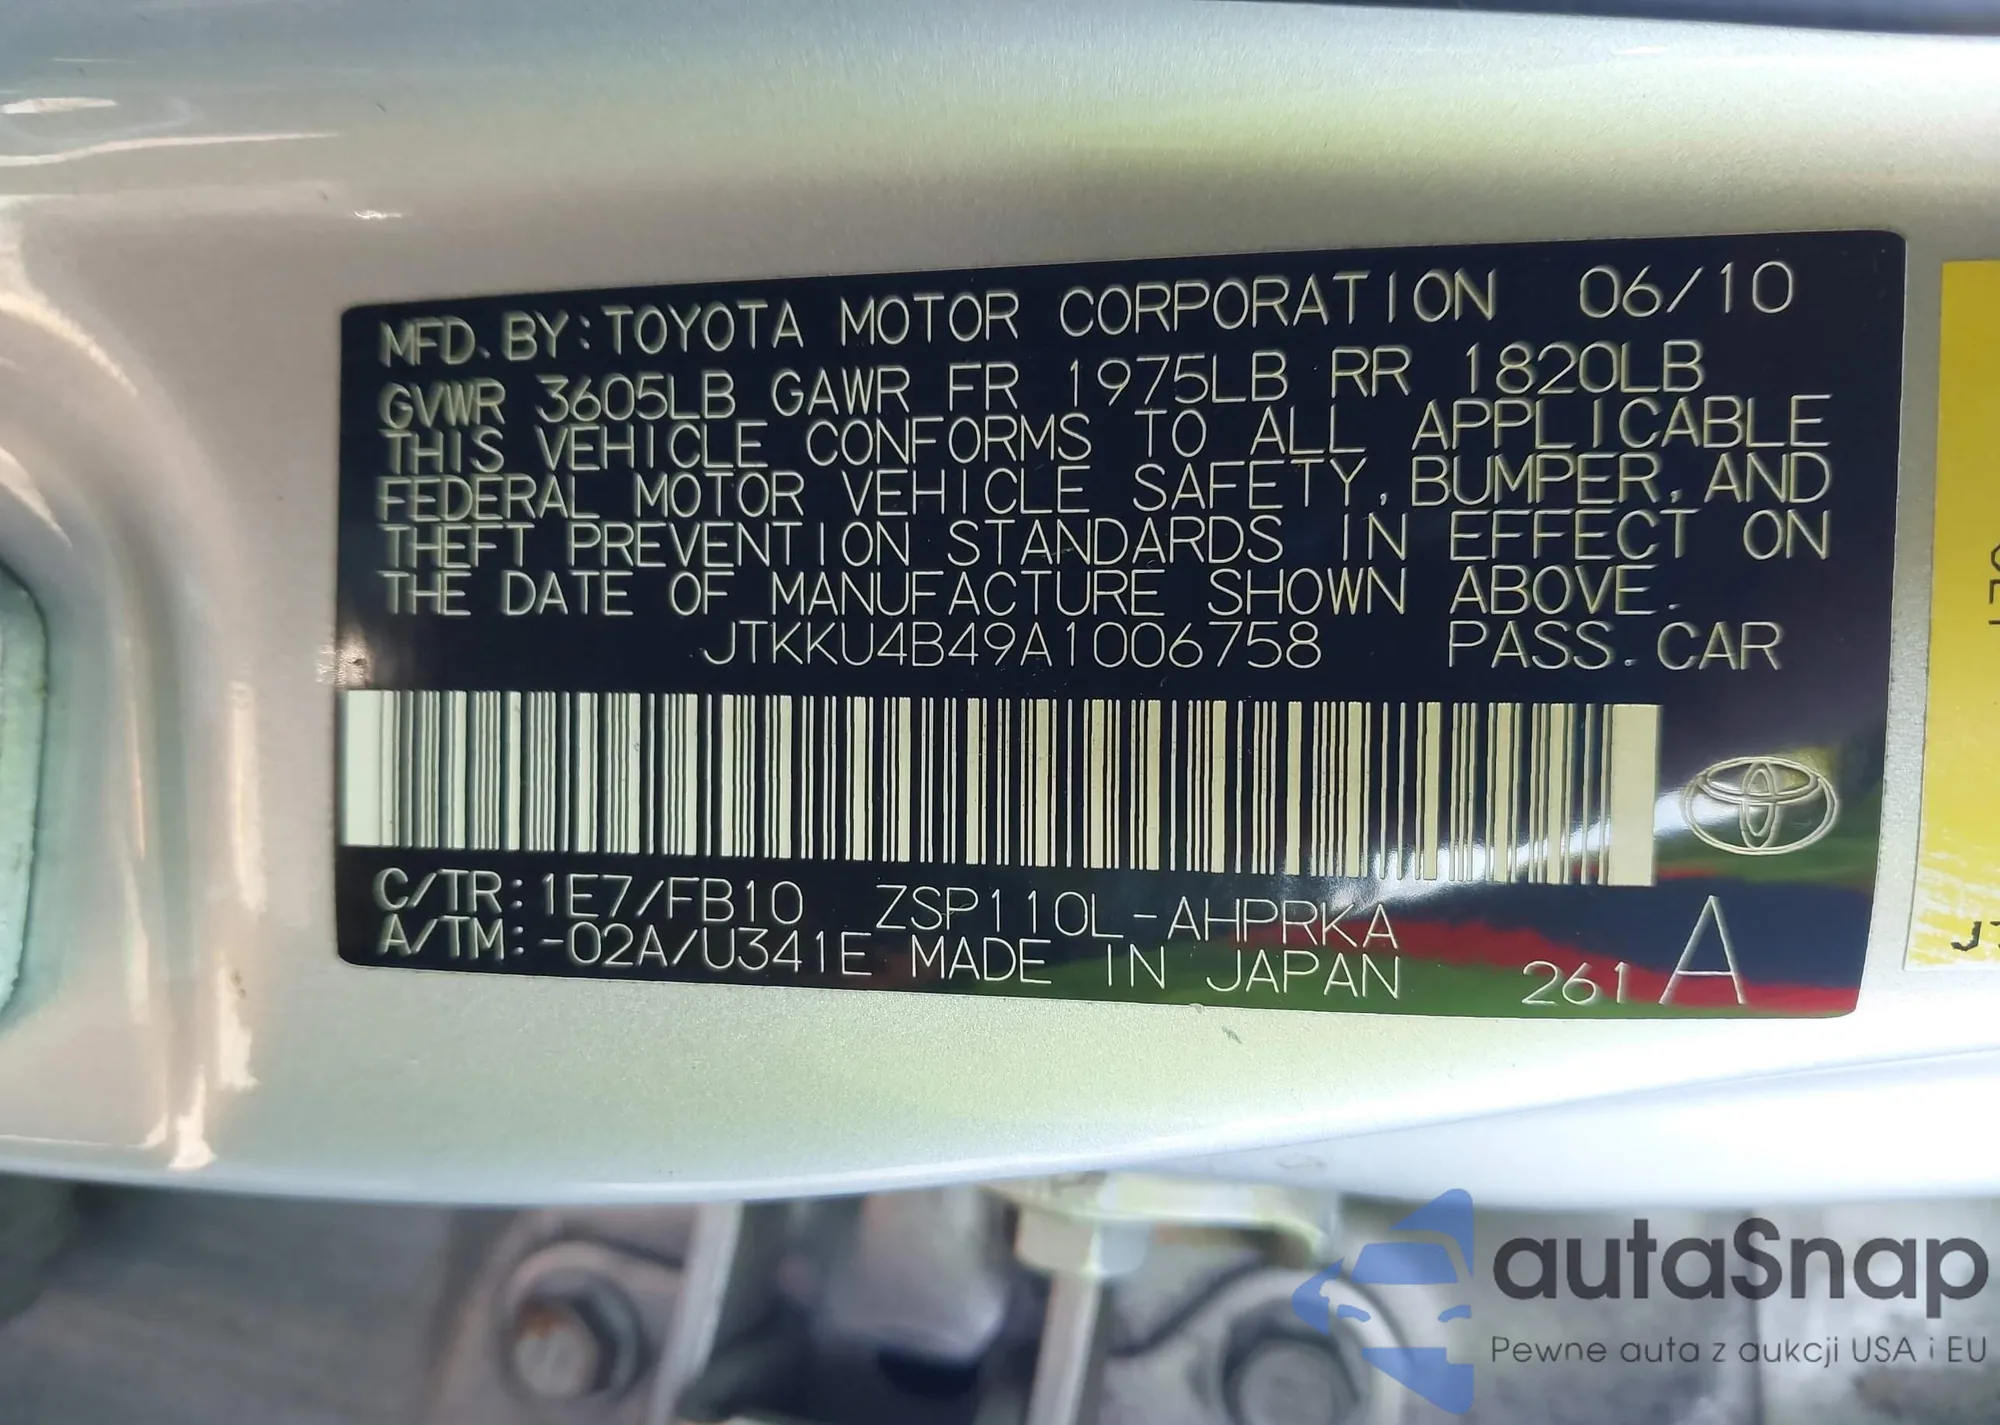 MFD. BY: TOYOTA MOTOR CORPORATION 06/10
GVWR 3605LB GAWR FR 1975LB RR 1820LB
THIS VEHICLE CONFORMS TO ALL APPLICABLE
FEDERAL MOTOR VEHICLE SAFETY, BUMPER, AND
THEFT PREVENTION STANDARDS IN EFFECT ON
THE DATE OF MANUFACTURE SHOWN ABOVE.
JTKKU4B49A1006758 PASS. CAR
C/TR: 1E7/FB10 ZSP110L-AHPRKA
A/TM: -02A/U341E MADE IN JAPAN 261 A
autaSnap
Pewne auta z aukcji USA i EU